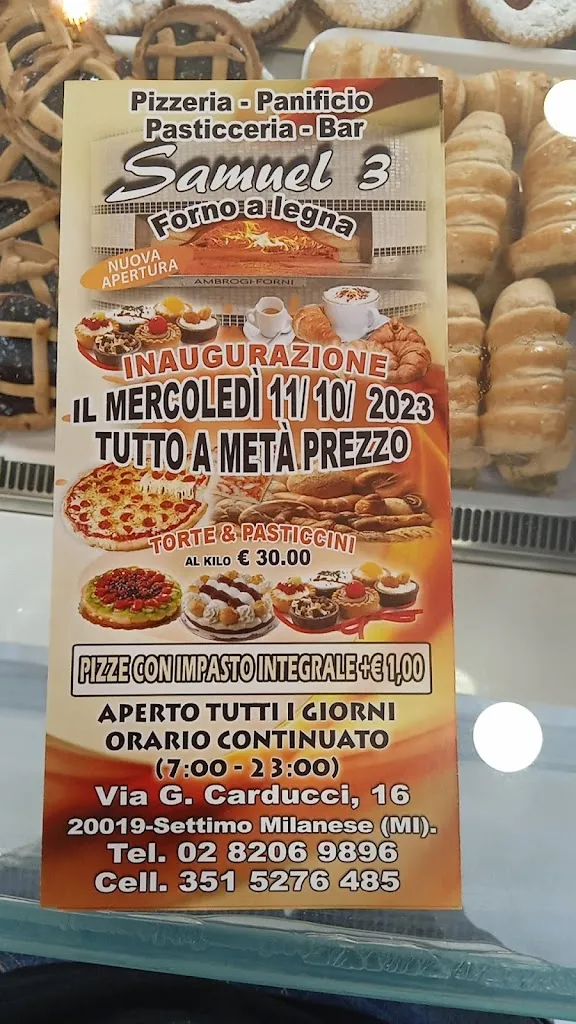 Pizzeria - Panificio
Pasticceria - Bar
Samuel 3
Forno a legna
NUOVA
APERTURA
AMBROGI FORNI
INAUGURAZIONE
IL MERCOLEDÌ 11/ 10/ 2023
TUTTO A METÀ PREZZO
TORTE & PASTICCINI
AL KILO € 30.00
PIZZE CON IMPASTO INTEGRALE +€ 1,00
APERTO TUTTI I GIORNI
ORARIO CONTINUATO
(7:00 - 23:00)
Via G. Carducci, 16
20019-Settimo Milanese (MI).
Tel. 02 8206 9896
Cell. 351 5276 485